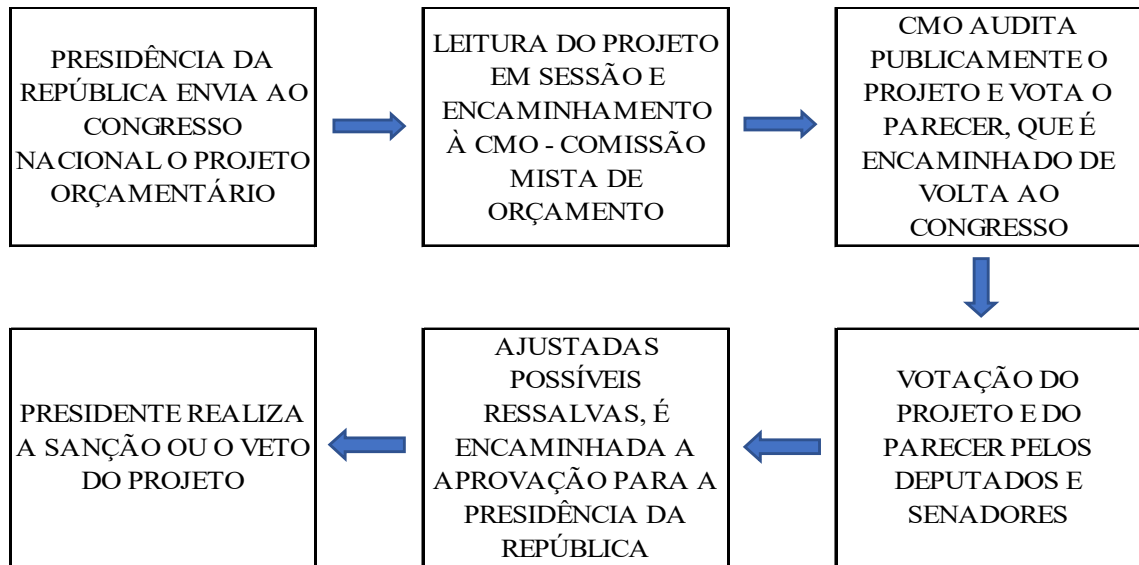 PRESIDÊNCIA DA
REPÚBLICA ENVIA AO
CONGRESSO
NACIONAL O PROJETO
ORÇAMENTÁRIO
LEITURA DO PROJETO
EM SESSÃO E
ENCAMINHAMENTO
À CMO - COMISSÃO
MISTA DE
ORÇAMENTO
CMO AUDITA
PUBLICAMENTE O
PROJETO E VOTA O
PARECER, QUE É
ENCAMINHADO DE
VOLTA AO
CONGRESSO
VOTAÇÃO DO
PROJETO E DO
PARECER PELOS
DEPUTADOS E
SENADORES
AJUSTADAS
POSSÍVEIS
RESSALVAS, É
ENCAMINHADA A
APROVAÇÃO PARA A
PRESIDÊNCIA DA
REPÚBLICA
PRESIDENTE REALIZA
A SANÇÃO OU O VETO
DO PROJETO